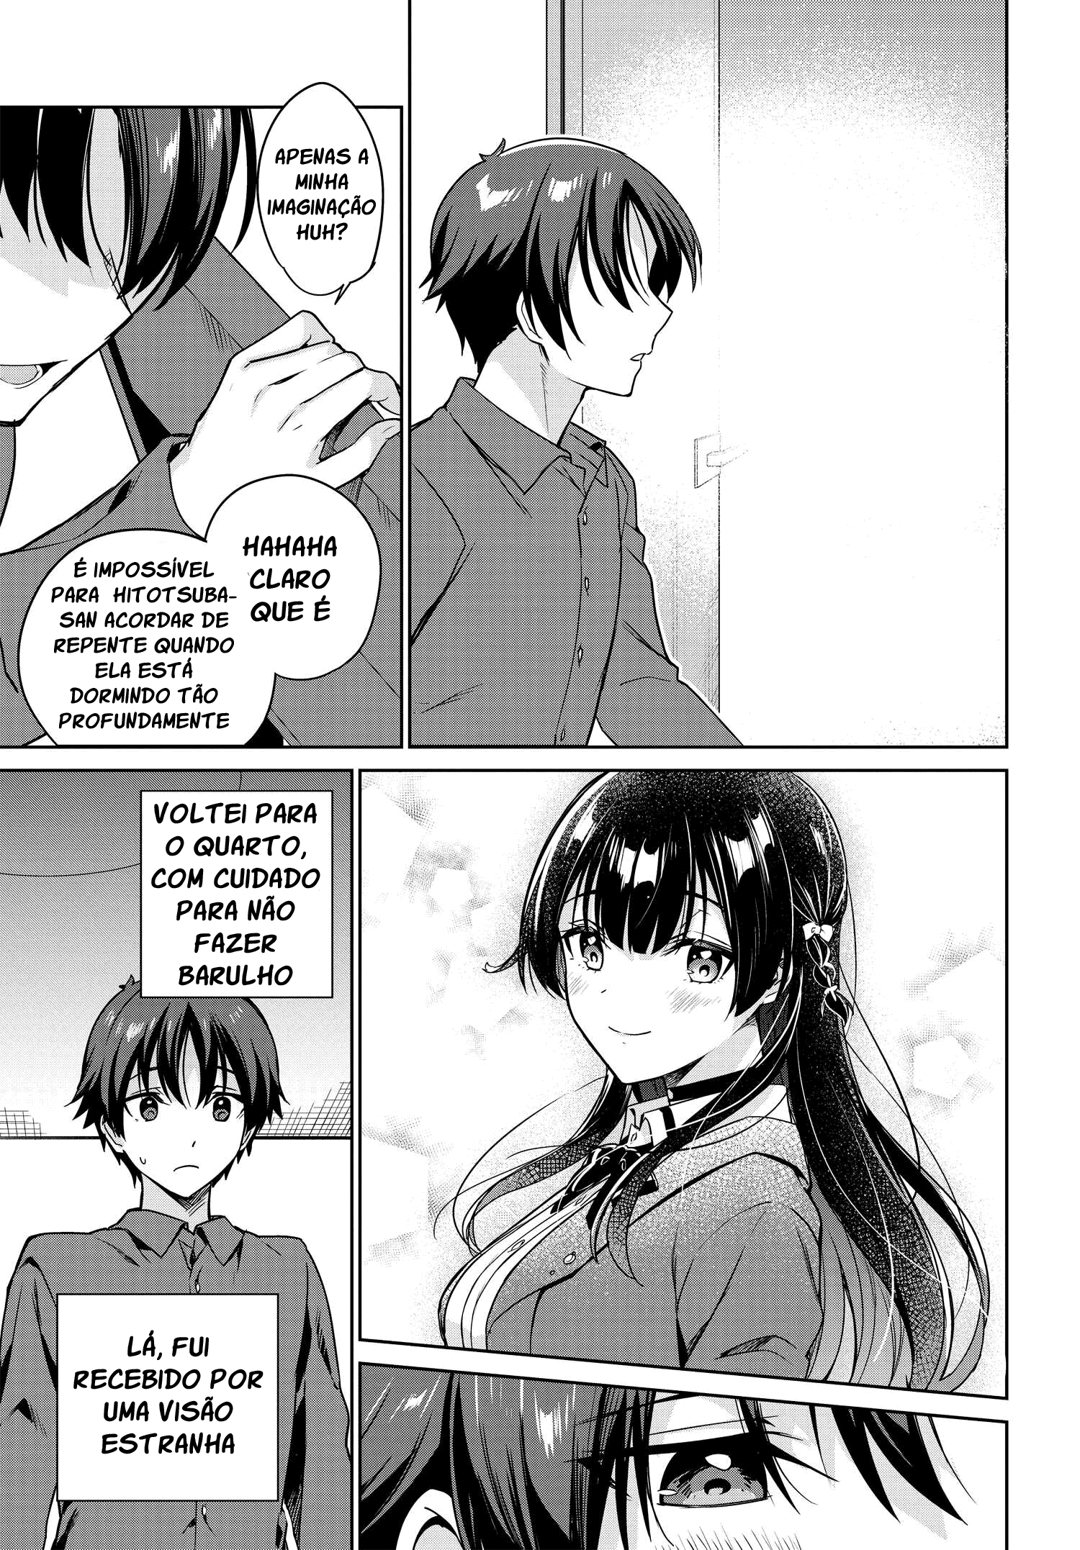 APENAS A
MINHA
IMAGINAÇÃO
HUH?
HAHAHA
CLARO
QUE É
É IMPOSSÍVEL
PARA HITOTSUBA-
SAN ACORDAR DE
REPENTE QUANDO
ELA ESTÁ
DORMINDO TÃO
PROFUNDAMENTE
VOLTEI PARA
O QUARTO,
COM CUIDADO
PARA NÃO
FAZER
BARULHO
LÁ, FUI
RECEBIDO POR
UMA VISÃO
ESTRANHA